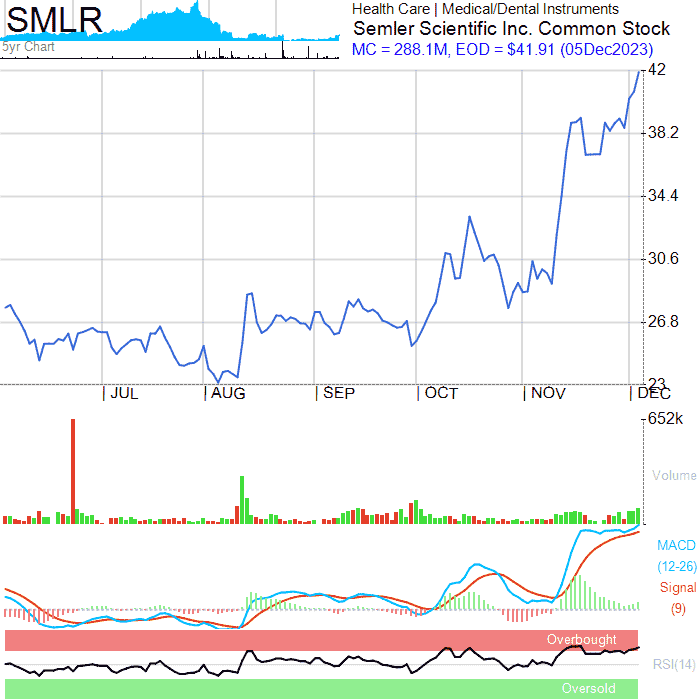 SMLR
5yr Chart
Health Care | Medical/Dental Instruments
Semler Scientific Inc. Common Stock
MC = 288.1M, EOD = $41.91 (05Dec2023)
42
38.2
34.4
30.6
26.8
23
| JUL | AUG | SEP | OCT | NOV | DEC
652k
Volume
MACD
(12-26)
Signal
(9)
Overbought
RSI(14)
Oversold